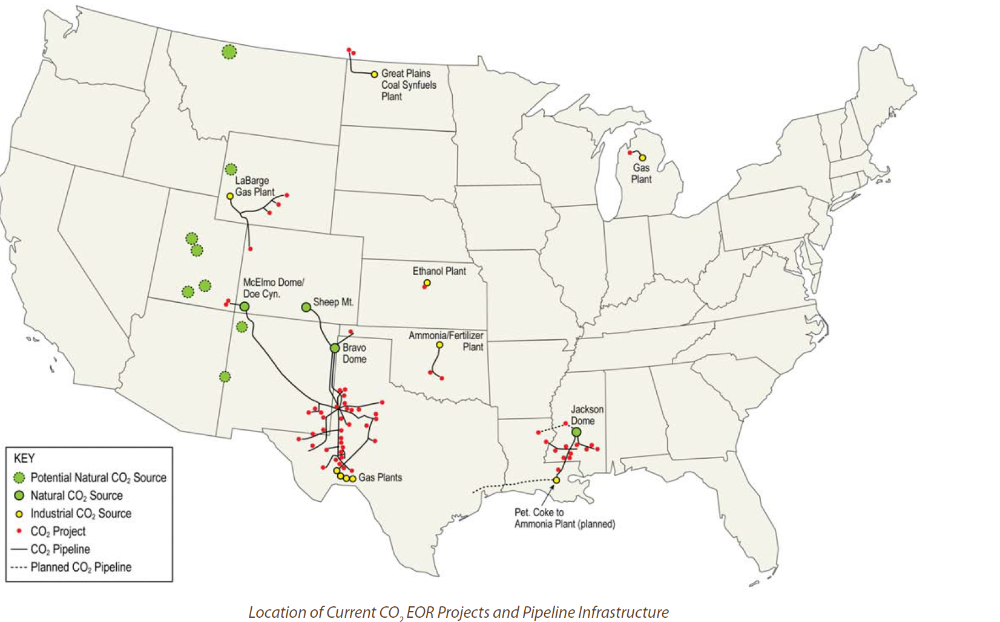 Great Plains
Coal Synfuels
Plant
Gas
Plant
LaBarge
Gas Plant
Ethanol Plant
McElmo Dome/
Doe Cyn.
Sheep Mt.
Ammonia/Fertilizer
Plant
Bravo
Dome
Jackson
Dome
Gas Plants
Pet. Coke to
Ammonia Plant (planned)
KEY
Potential Natural CO₂ Source
Natural CO₂ Source
Industrial CO₂ Source
CO₂ Project
CO₂ Pipeline
Planned CO₂ Pipeline
Location of Current CO₂ EOR Projects and Pipeline Infrastructure